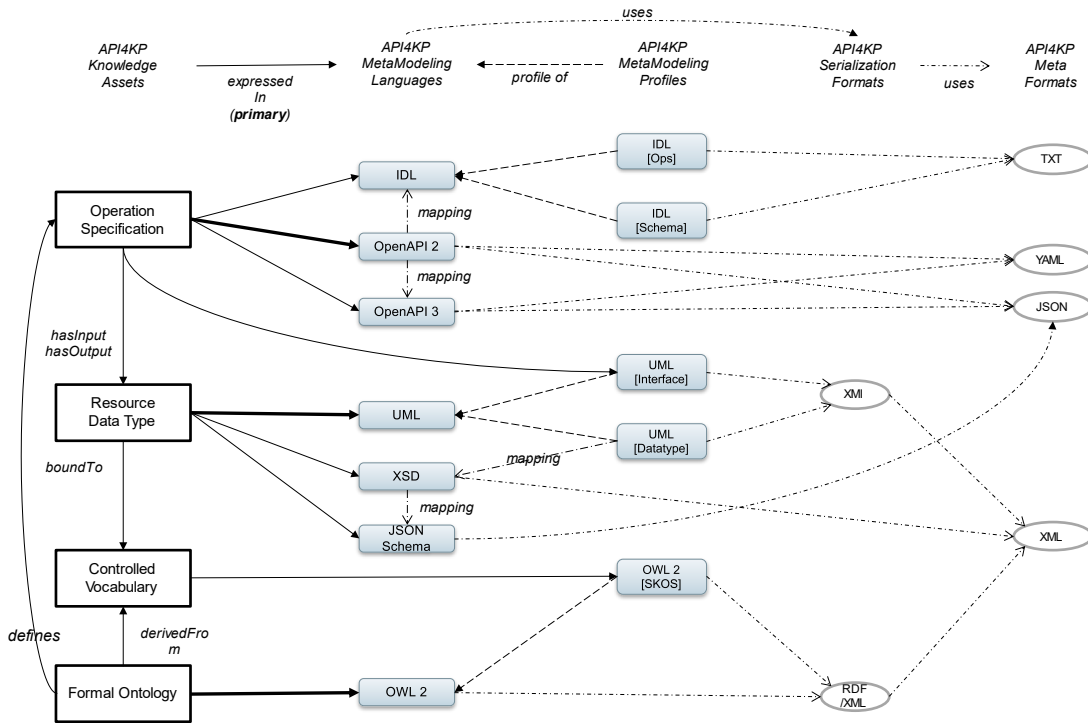 uses
API4KP
Knowledge
Assets
expressed
In
(primary)
API4KP
MetaModeling
Languages
profile of
API4KP
MetaModeling
Profiles
API4KP
Serialization
Formats
uses
API4KP
Meta
Formats
IDL
[Ops]
TXT
IDL
Operation
Specification
mapping
IDL
[Schema]
OpenAPI 2
YAML
mapping
OpenAPI 3
JSON
hasInput
hasOutput
UML
[Interface]
XMI
Resource
Data Type
UML
UML
[Datatype]
boundTo
mapping
XSD
mapping
JSON
Schema
XML
Controlled
Vocabulary
OWL 2
[SKOS]
defines
derivedFro
m
Formal Ontology
OWL 2
RDF
/XML